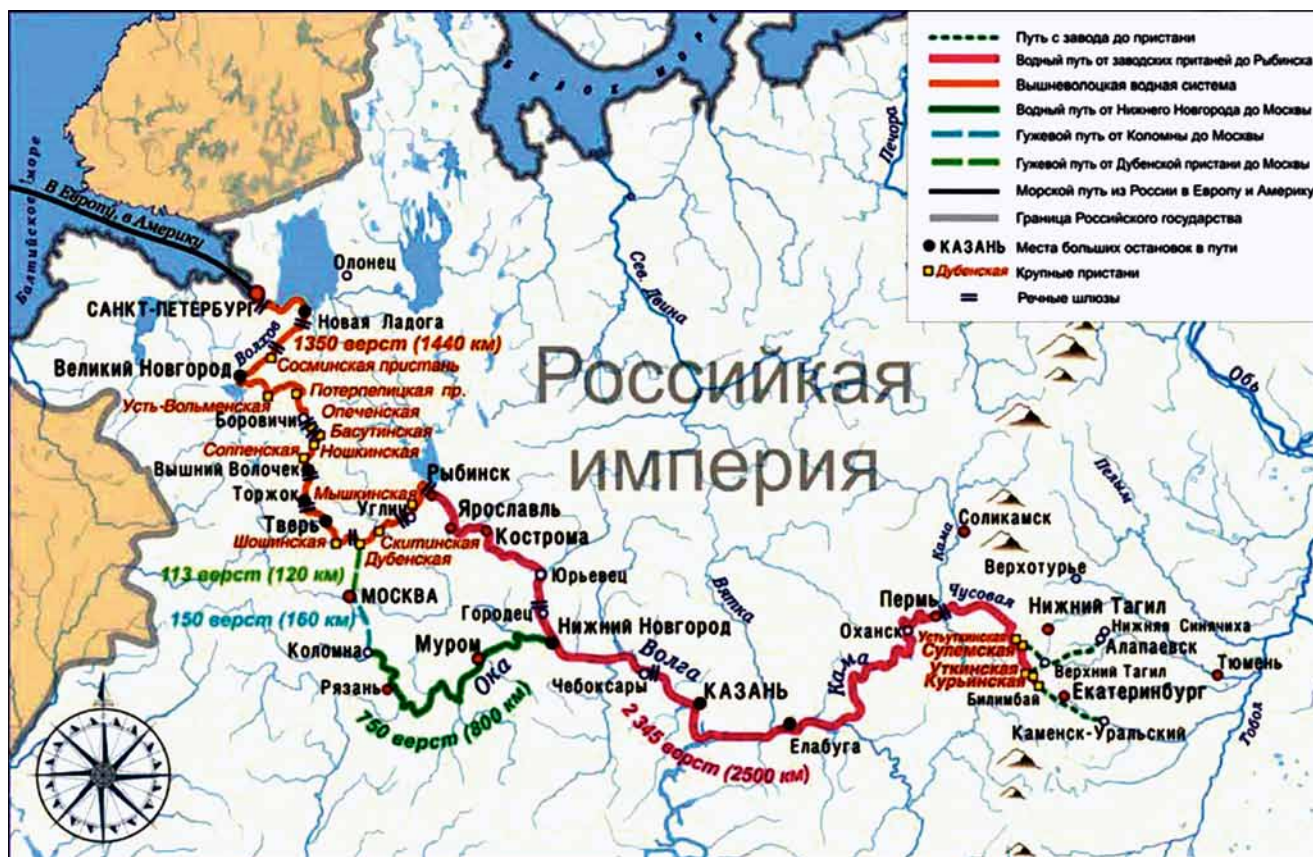 Путь с завода до пристани
Водный путь от заводских пританей до Рыбинска
Вышневолоцкая водная система
Водный путь от Нижнего Новгорода до Москвы
Гужевой путь от Коломны до Москвы
Гужевой путь от Дубенской пристани до Москвы
Морской путь из России в Европу и Америку
Граница Российского государства
КАЗАНЬ Места больших остановок в пути
Дубенская Крупные пристани
Речные шлюзы
БЕЛОЕ МОРЕ
Печора
Балтийское море
В Европу, в Америку
Олонец
Сев. Двина
САНКТ-ПЕТЕРБУРГ
Новая Ладога
1350 верст (1440 км)
Волхов
Сосминская пристань
Великий Новгород
Потерпелицкая пр.
Усть-Вольменская
Опеченская
Боровичи
Басутинская
Ношкинская
Соппенская
Вышний Волочек
Торжок
Тверь
Шошинская
Рыбинск
Мышкинская
Углич
Ярославль
Кострома
Скитинская
Дубенская
Российкая
империя
Обь
Пелым
113 верст (120 км)
МОСКВА
150 верст (160 км)
Коломна
Рязань
Муром
Ока
750 верст (800 км)
Юрьевец
Городец
Нижний Новгород
Волга
Чебоксары
КАЗАНЬ
2 345 верст (2500 км)
Вятка
Елабуга
Кама
Соликамск
Кама
Верхотурье
Пермь
Чусовая
Оханск
Нижний Тагил
Нижняя Синячиха
Алапаевск
Устьуткинская
Сулемская
Верхний Тагил
Уткинская
Курьинская
Билимбай
Екатеринбург
Тюмень
Каменск-Уральский
Тобол